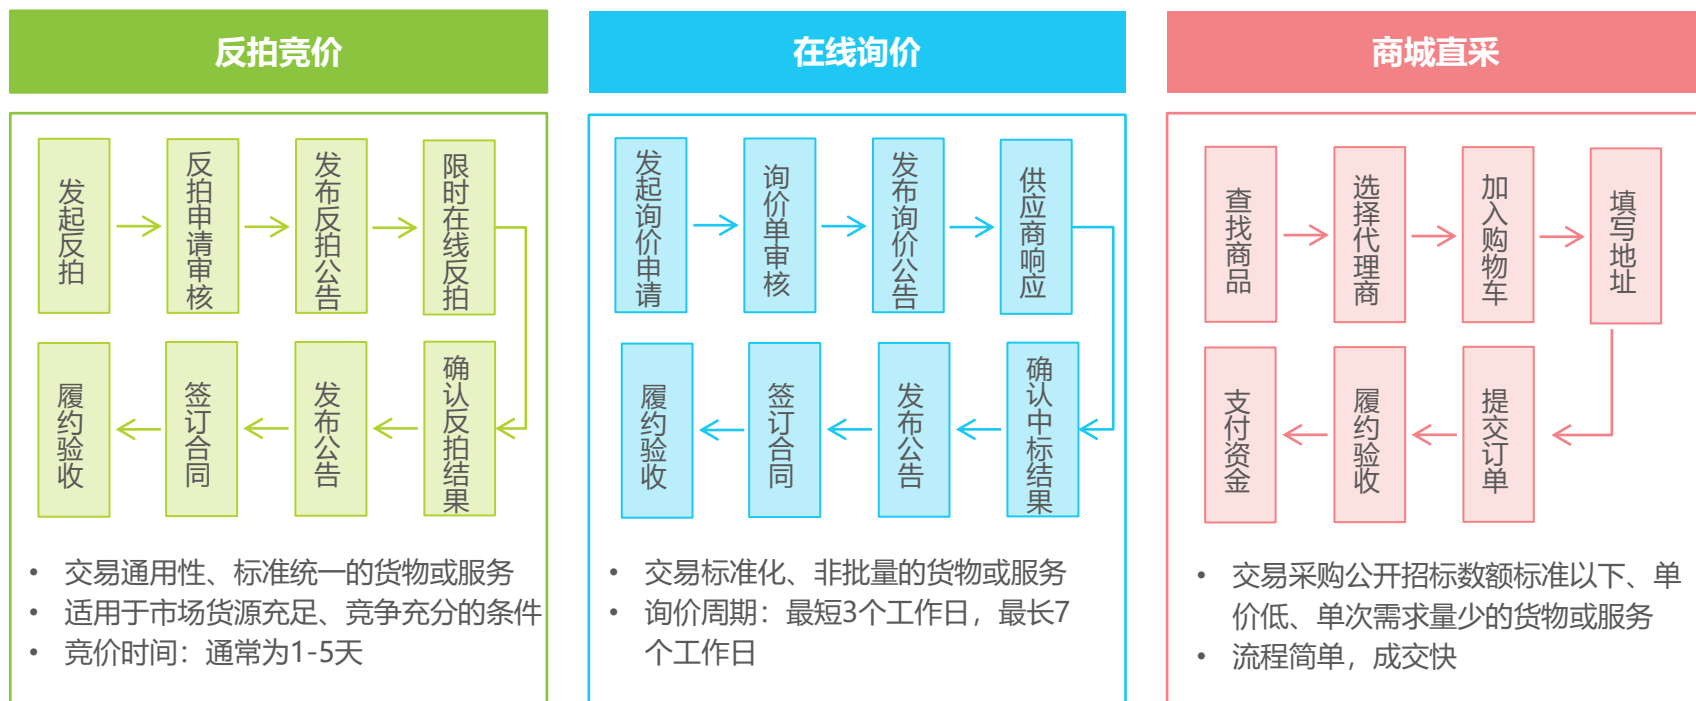 反拍竞价
发起反拍
反拍申请审核
发布反拍公告
限时在线反拍
确认反拍结果
发布公告
签订合同
履约验收
• 交易通用性、标准统一的货物或服务
• 适用于市场货源充足、竞争充分的条件
• 竞价时间：通常为1-5天
在线询价
发起询价申请
询价单审核
发布询价公告
供应商响应
确认中标结果
发布公告
签订合同
履约验收
• 交易标准化、非批量的货物或服务
• 询价周期：最短3个工作日，最长7
个工作日
商城直采
查找商品
选择代理商
加入购物车
填写地址
提交订单
履约验收
支付资金
• 交易采购公开招标数额标准以下、单
价低、单次需求量少的货物或服务
• 流程简单，成交快